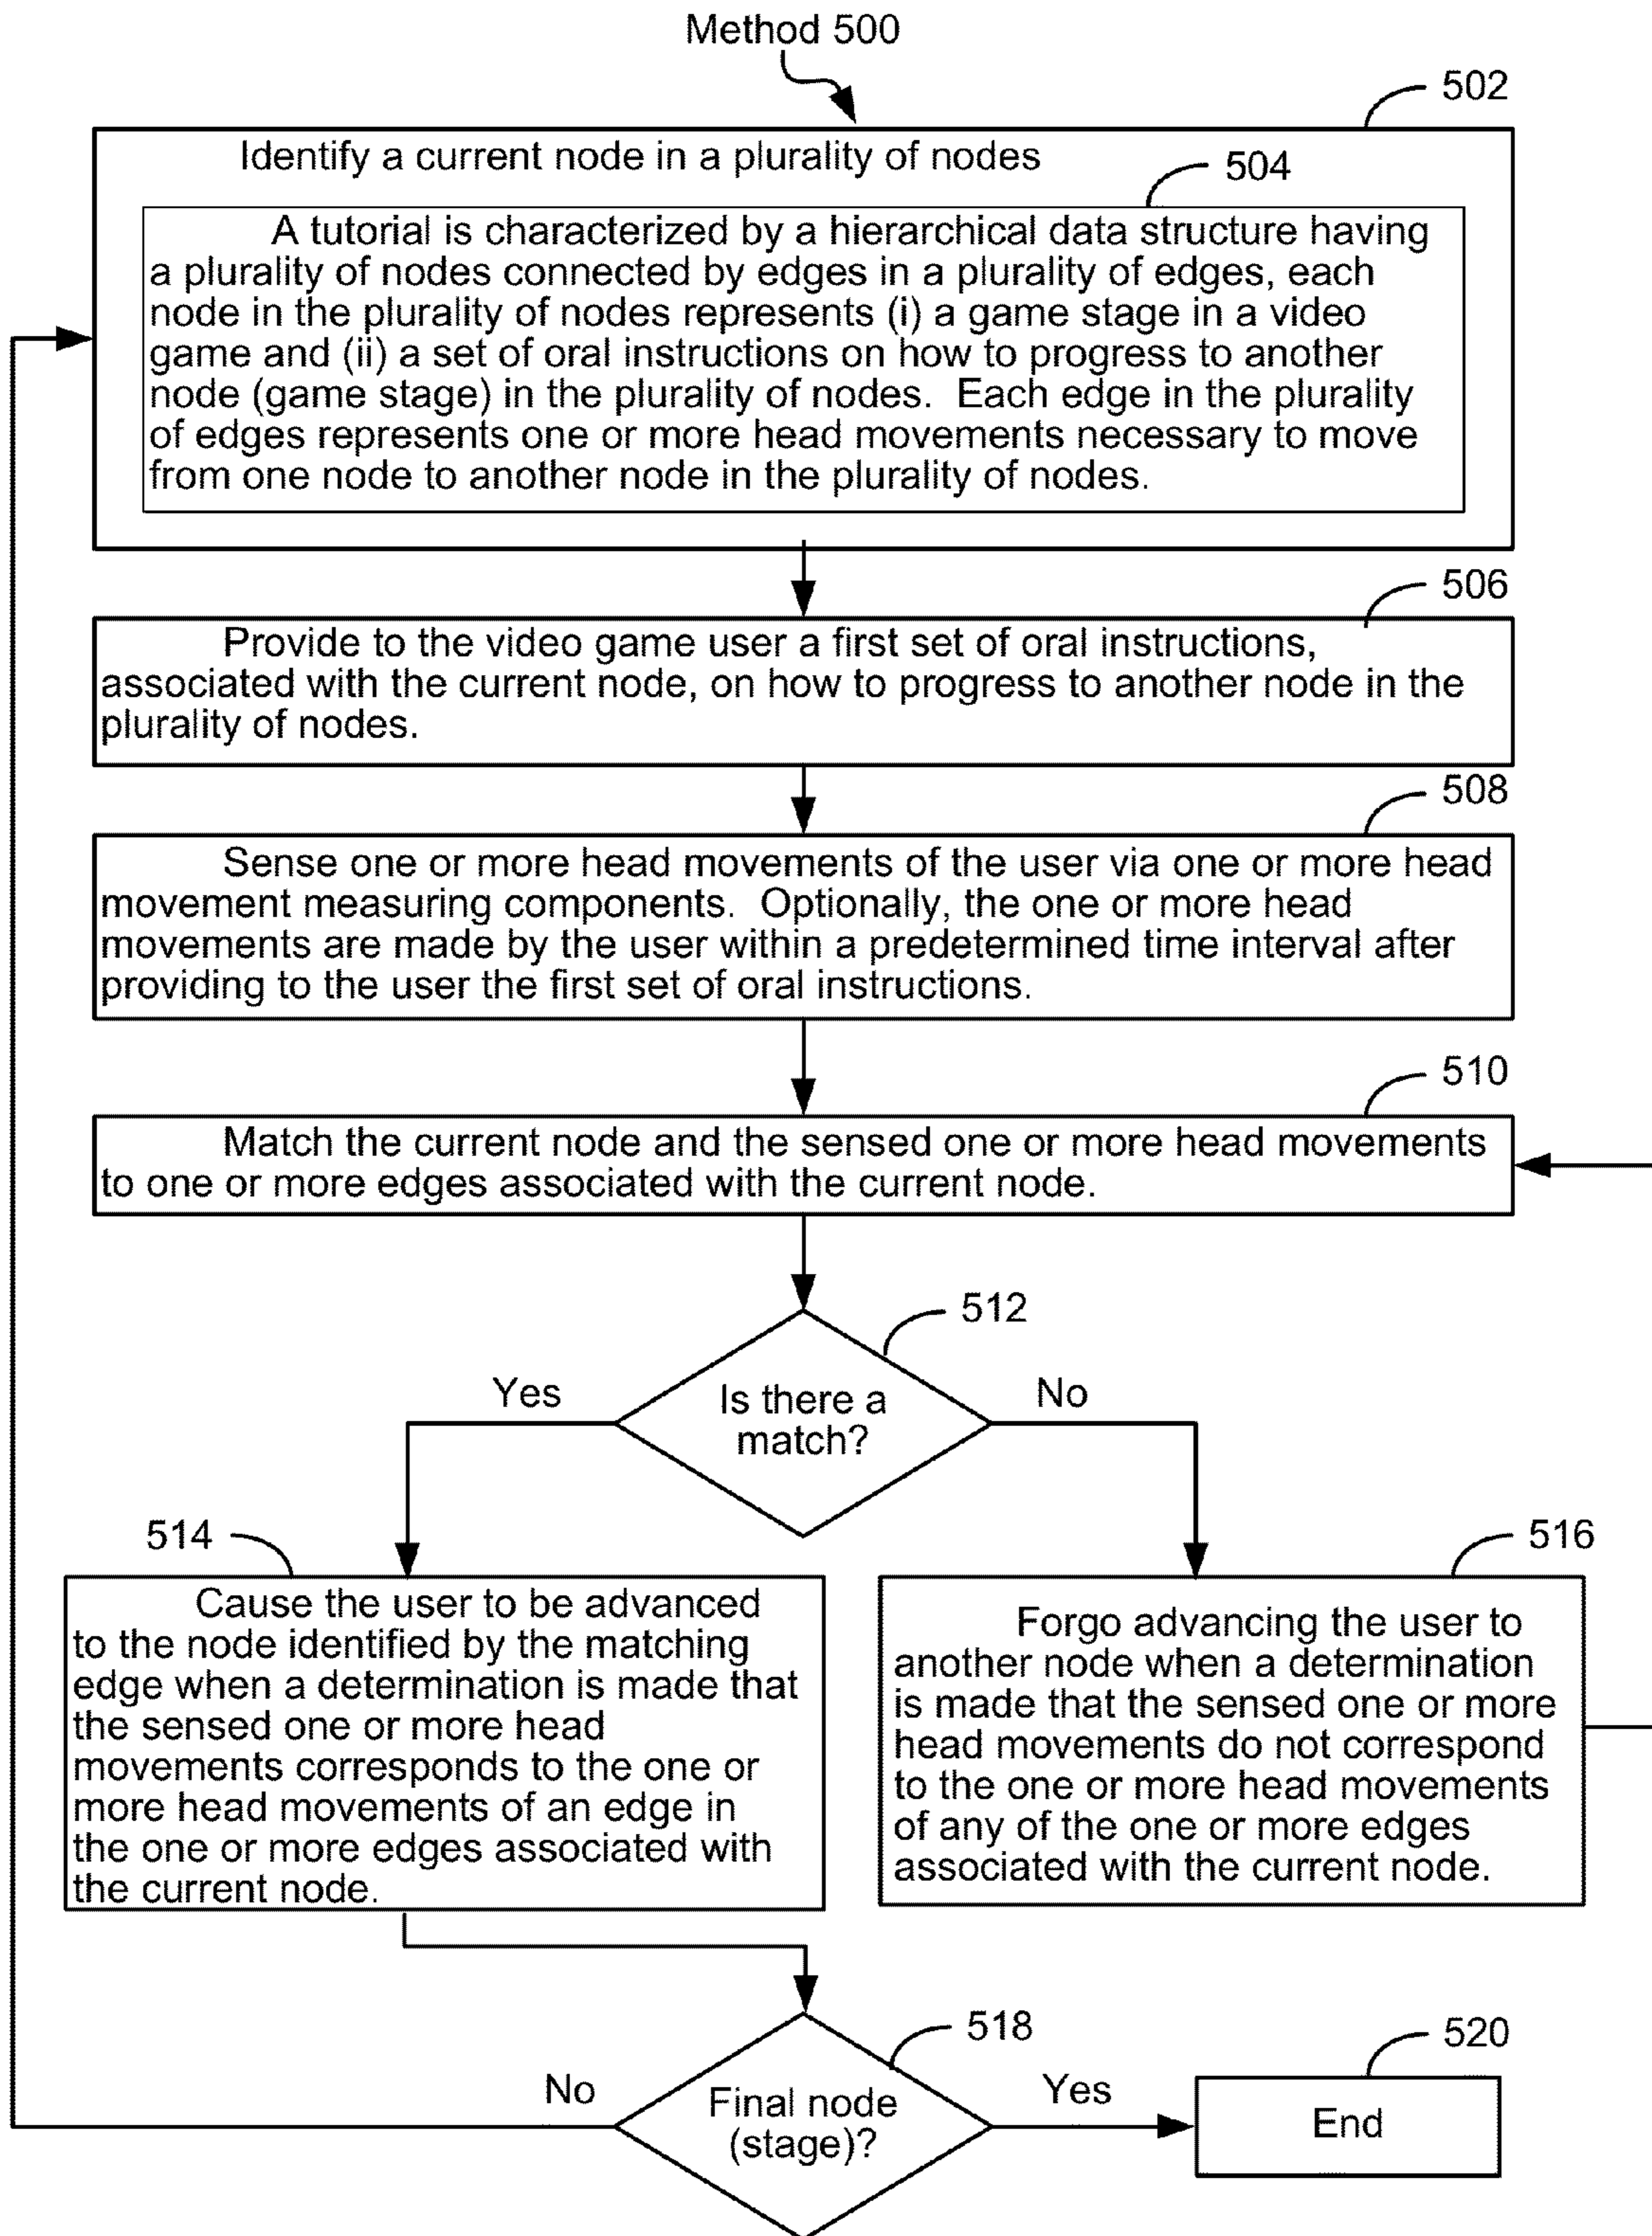 Method 500
502
Identify a current node in a plurality of nodes
504
A tutorial is characterized by a hierarchical data structure having
a plurality of nodes connected by edges in a plurality of edges, each
node in the plurality of nodes represents (i) a game stage in a video
game and (ii) a set of oral instructions on how to progress to another
node (game stage) in the plurality of nodes. Each edge in the plurality
of edges represents one or more head movements necessary to move
from one node to another node in the plurality of nodes.
506
Provide to the video game user a first set of oral instructions,
associated with the current node, on how to progress to another node in the
plurality of nodes.
508
Sense one or more head movements of the user via one or more head
movement measuring components. Optionally, the one or more head
movements are made by the user within a predetermined time interval after
providing to the user the first set of oral instructions.
510
Match the current node and the sensed one or more head movements
to one or more edges associated with the current node.
512
Is there a
match?
Yes
No
514
Cause the user to be advanced
to the node identified by the matching
edge when a determination is made that
the sensed one or more head
movements corresponds to the one or
more head movements of an edge in
the one or more edges associated with
the current node.
516
Forgo advancing the user to
another node when a determination
is made that the sensed one or more
head movements do not correspond
to the one or more head movements
of any of the one or more edges
associated with the current node.
518
Final node
(stage)?
No
Yes
520
End